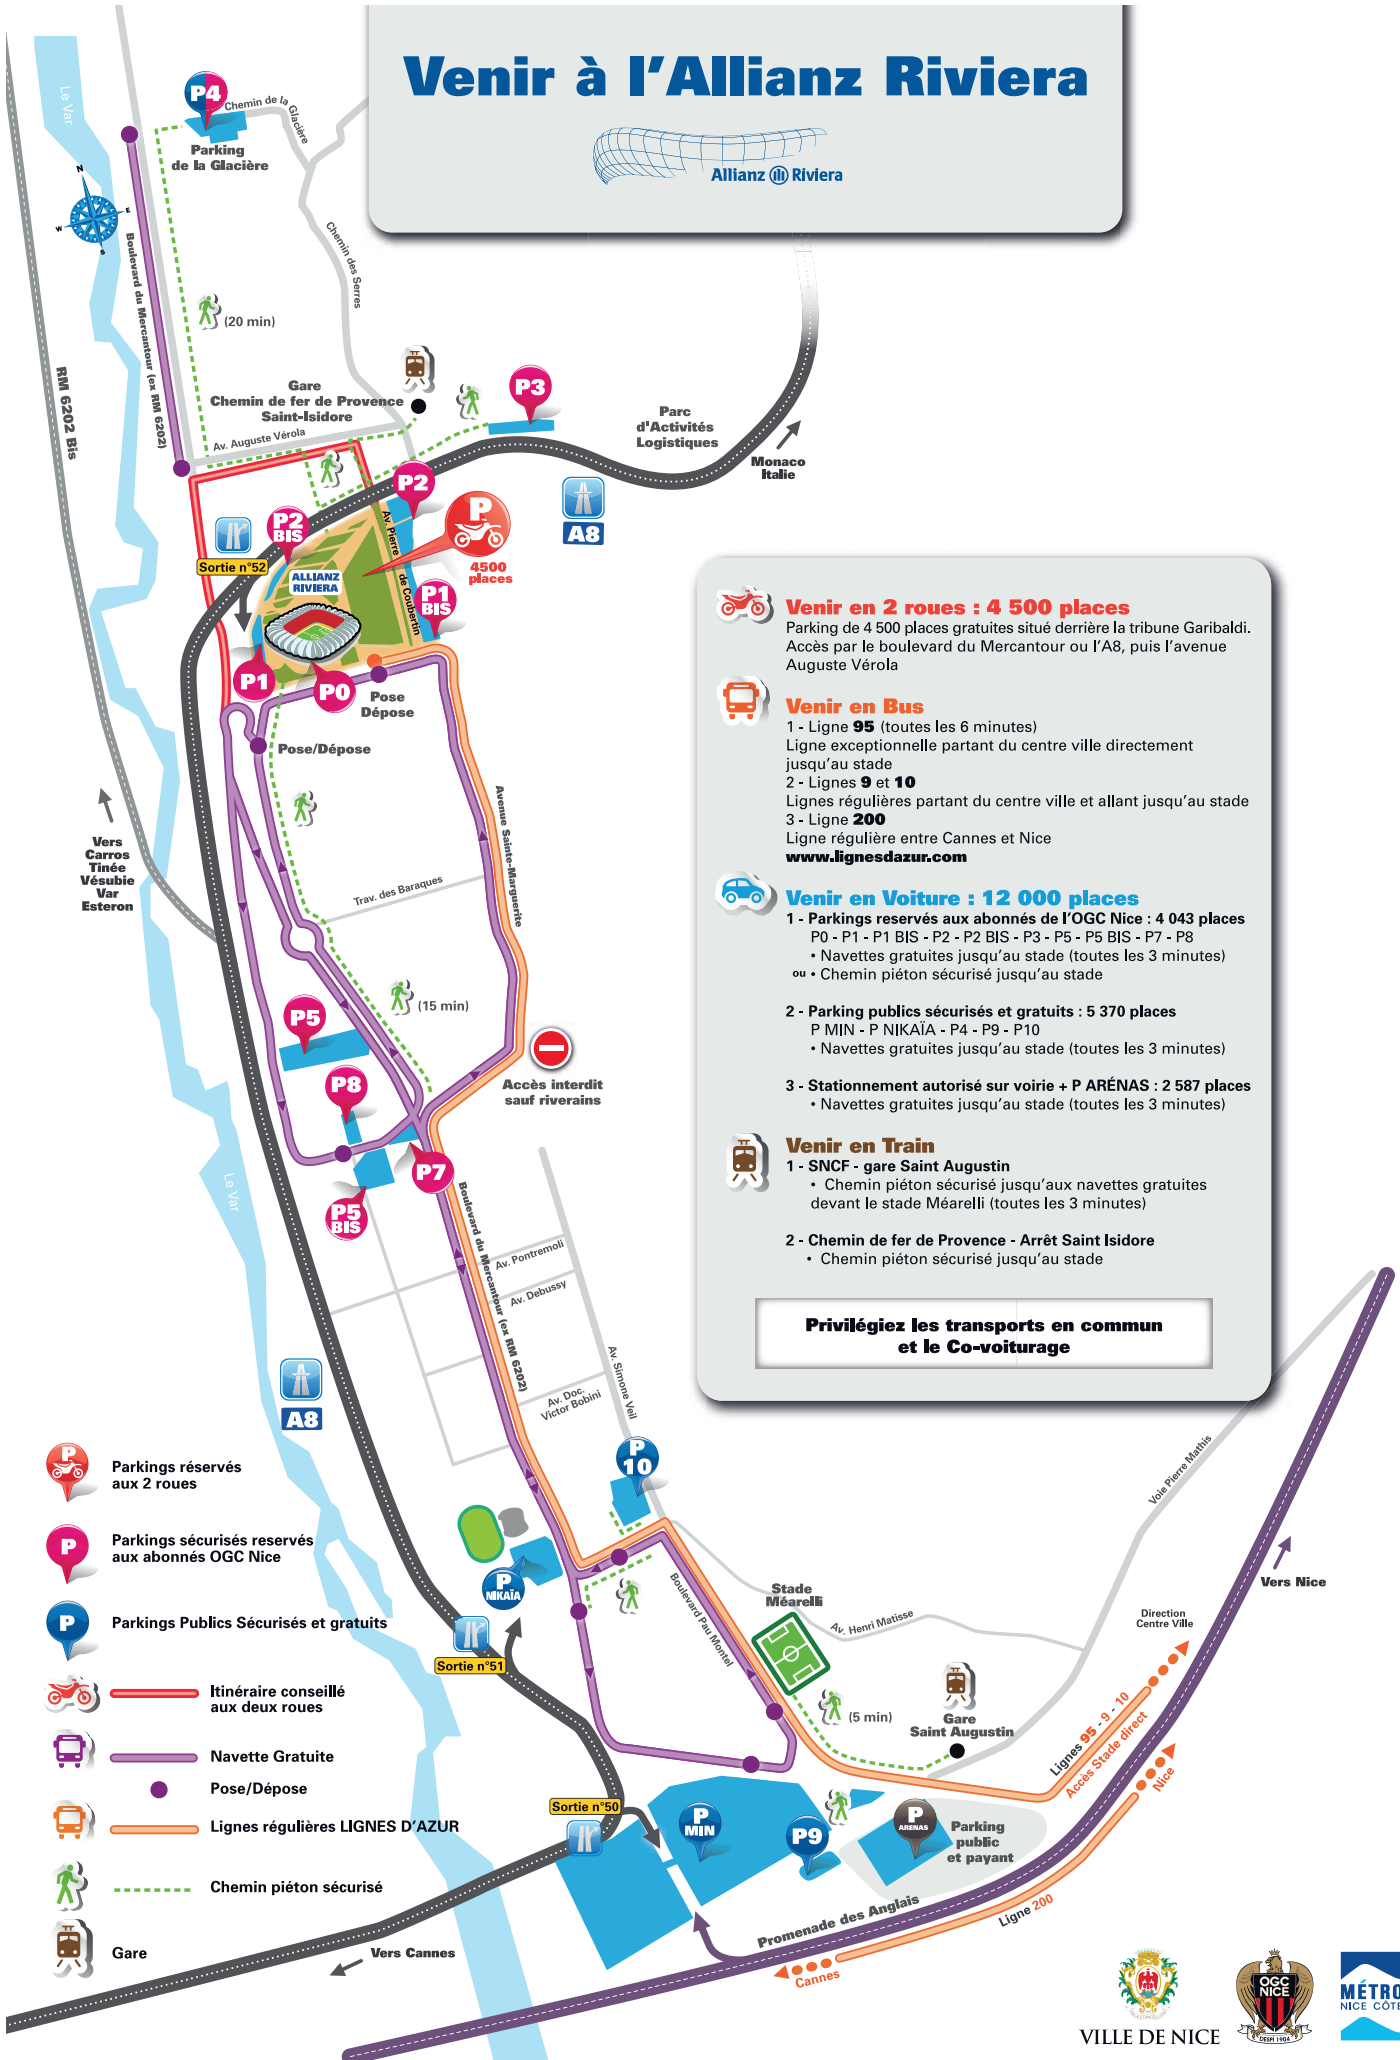 Venir à l'Allianz Riviera
Allianz Riviera
Le Var
P4
Chemin de la Glacière
Parking
de la Glacière
N
E
S
W
Boulevard du Mercantour (ex RM 6202)
Chemin des Serres
(20 min)
RM 6202 Bis
Gare
Chemin de fer de Provence
Saint-Isidore
P3
Av. Auguste Vérola
Parc
d'Activités
Logistiques
Monaco
Italie
P2
P
4500
places
A8
P2
BIS
Sortie n°52
Av. Pierre de Coubertin
ALLIANZ
RIVIERA
P1
BIS
P1
P0
Pose
Dépose
Pose/Dépose
Avenue Sainte-Marguerite
Vers
Carros
Tinée
Vésubie
Var
Esteron
Trav. des Baraques
(15 min)
P5
Accès interdit
sauf riverains
P8
P7
P5
BIS
Le Var
Boulevard du Mercantour (ex RM 6202)
Av. Pontremoli
Av. Debussy
Av. Simone Veil
Av. Doc.
Victor Bobini
A8
P
10
P
NIKAÏA
Sortie n°51
Boulevard Pau Montel
Stade
Méarelli
Av. Henri Matisse
(5 min)
Gare
Saint Augustin
Voie Pierre Mathis
Vers Nice
Direction
Centre Ville
Lignes 95 - 9 - 10
Accès Stade direct
Nice
Sortie n°50
P
MIN
P9
P
ARENAS
Parking
public
et payant
Promenade des Anglais
Ligne 200
Cannes
Vers Cannes
Venir en 2 roues : 4 500 places
Parking de 4 500 places gratuites situé derrière la tribune Garibaldi.
Accès par le boulevard du Mercantour ou l'A8, puis l'avenue
Auguste Vérola
Venir en Bus
1 - Ligne 95 (toutes les 6 minutes)
Ligne exceptionnelle partant du centre ville directement
jusqu'au stade
2 - Lignes 9 et 10
Lignes régulières partant du centre ville et allant jusqu'au stade
3 - Ligne 200
Ligne régulière entre Cannes et Nice
www.lignesdazur.com
Venir en Voiture : 12 000 places
1 - Parkings reservés aux abonnés de l'OGC Nice : 4 043 places
P0 - P1 - P1 BIS - P2 - P2 BIS - P3 - P5 - P5 BIS - P7 - P8
• Navettes gratuites jusqu'au stade (toutes les 3 minutes)
ou • Chemin piéton sécurisé jusqu'au stade
2 - Parking publics sécurisés et gratuits : 5 370 places
P MIN - P NIKAÏA - P4 - P9 - P10
• Navettes gratuites jusqu'au stade (toutes les 3 minutes)
3 - Stationnement autorisé sur voirie + P ARÉNAS : 2 587 places
• Navettes gratuites jusqu'au stade (toutes les 3 minutes)
Venir en Train
1 - SNCF - gare Saint Augustin
• Chemin piéton sécurisé jusqu'aux navettes gratuites
devant le stade Méarelli (toutes les 3 minutes)
2 - Chemin de fer de Provence - Arrêt Saint Isidore
• Chemin piéton sécurisé jusqu'au stade
Privilégiez les transports en commun
et le Co-voiturage
P
Parkings réservés
aux 2 roues
P
Parkings sécurisés reservés
aux abonnés OGC Nice
P
Parkings Publics Sécurisés et gratuits
Itinéraire conseillé
aux deux roues
Navette Gratuite
Pose/Dépose
Lignes régulières LIGNES D'AZUR
Chemin piéton sécurisé
Gare
VILLE DE NICE
OGC
NICE
DEPUIS 1904
MÉTRO
NICE CÔTE